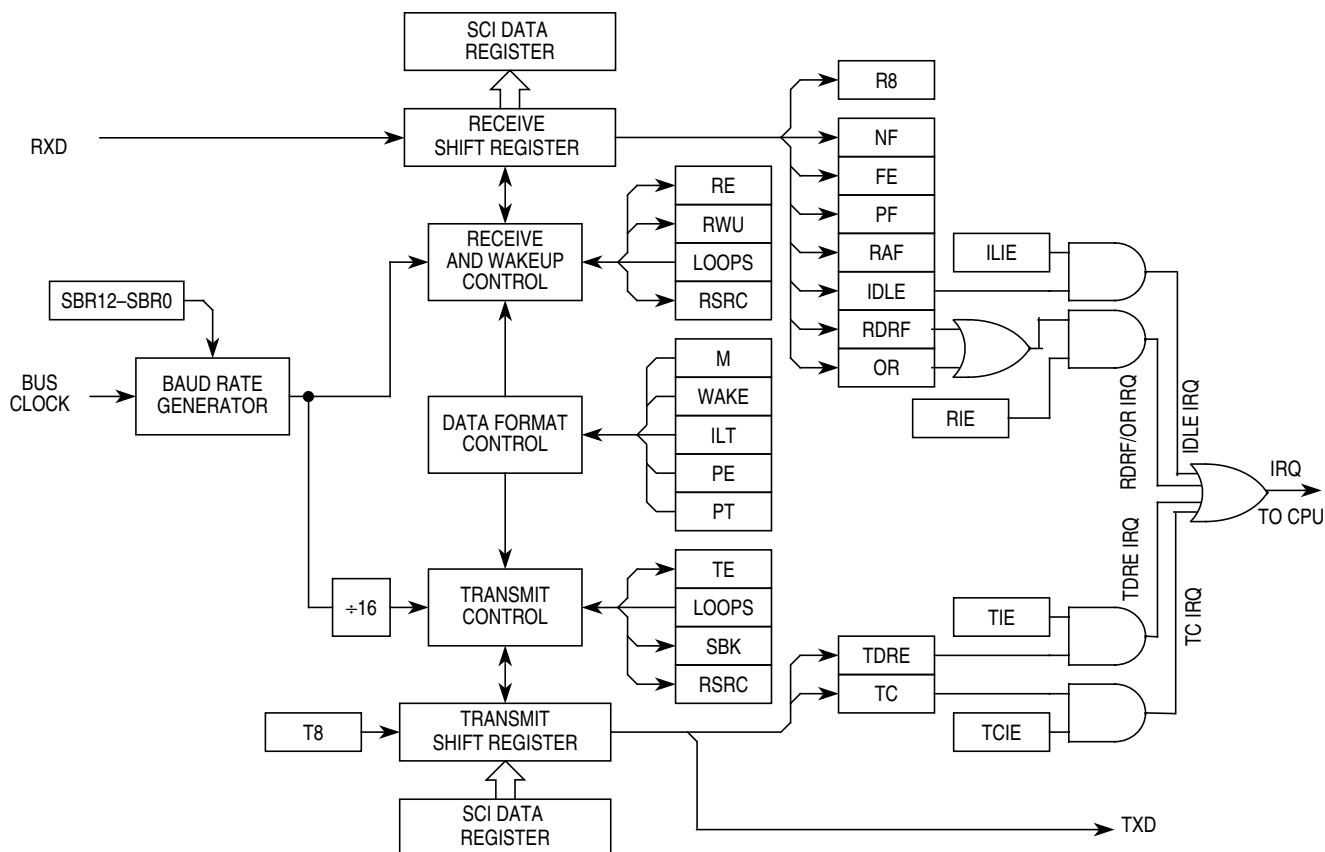 SCI DATA
REGISTER
RXD
RECEIVE
SHIFT REGISTER
R8
NF
FE
PF
RAF
IDLE
RDRF
OR
RE
RWU
LOOPS
RSRC
RECEIVE
AND WAKEUP
CONTROL
ILIE
SBR12–SBR0
BUS
CLOCK
BAUD RATE
GENERATOR
DATA FORMAT
CONTROL
M
WAKE
ILT
PE
PT
RIE
RDRF/OR IRQ
IDLE IRQ
TDRE IRQ
TC IRQ
IRQ
TO CPU
÷16
TRANSMIT
CONTROL
TE
LOOPS
SBK
RSRC
TIE
TDRE
TC
TCIE
T8
TRANSMIT
SHIFT REGISTER
SCI DATA
REGISTER
TXD